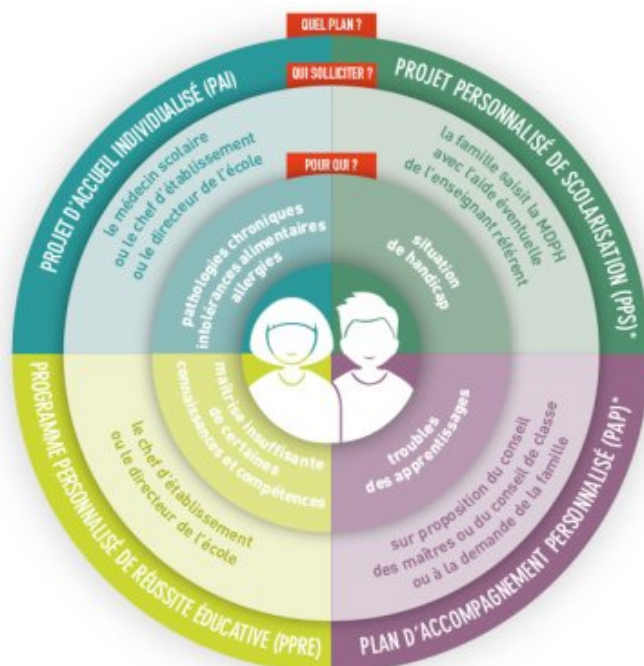 QUEL PLAN ?
QUI SOLLICITER ?
POUR QUI ?
PROJET D'ACCUEIL INDIVIDUALISÉ (PAI)
le médecin scolaire
ou le chef d'établissement
ou le directeur de l'école
pathologies chroniques
intolérances alimentaires
allergies
PROJET PERSONNALISÉ DE SCOLARISATION (PPS)*
la famille saisit la MDPH
avec l'aide éventuelle
de l'enseignant référent
situation
de handicap
PROGRAMME PERSONNALISÉ DE RÉUSSITE ÉDUCATIVE (PPRE)
le chef d'établissement
ou le directeur de l'école
maîtrise insuffisante
de certaines
connaissances et compétences
PLAN D'ACCOMPAGNEMENT PERSONNALISÉ (PAP)*
sur proposition du conseil
des maîtres ou du conseil de classe
ou à la demande de la famille
troubles
des apprentissages